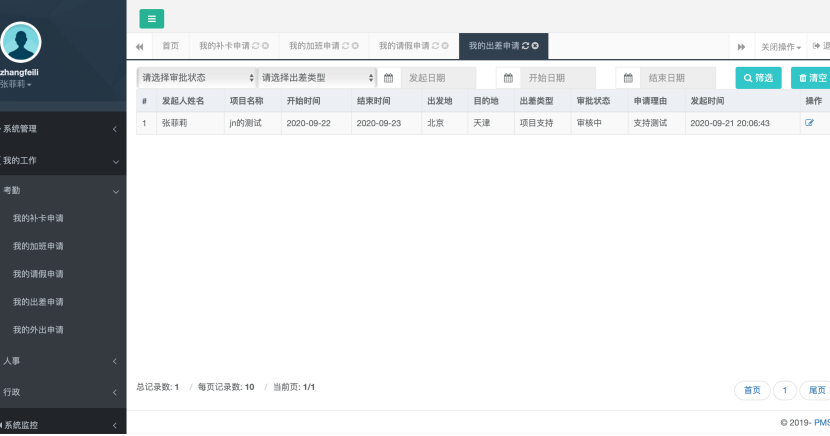 zhangfeili
张菲莉
系统管理
我的工作
考勤
我的补卡申请
我的加班申请
我的请假申请
我的出差申请
我的外出申请
人事
行政
系统监控
首页 我的补卡申请 我的加班申请 我的请假申请 我的出差申请 关闭操作
请选择审批状态 请选择出差类型 发起日期 开始日期 结束日期 筛选 清空
# 发起人姓名 项目名称 开始时间 结束时间 出发地 目的地 出差类型 审批状态 申请理由 发起时间 操作
1 张菲莉 jn的测试 2020-09-22 2020-09-23 北京 天津 项目支持 审核中 支持测试 2020-09-21 20:06:43
总记录数: 1 / 每页记录数: 10 / 当前页: 1/1
首页 1 尾页
© 2019- PMS